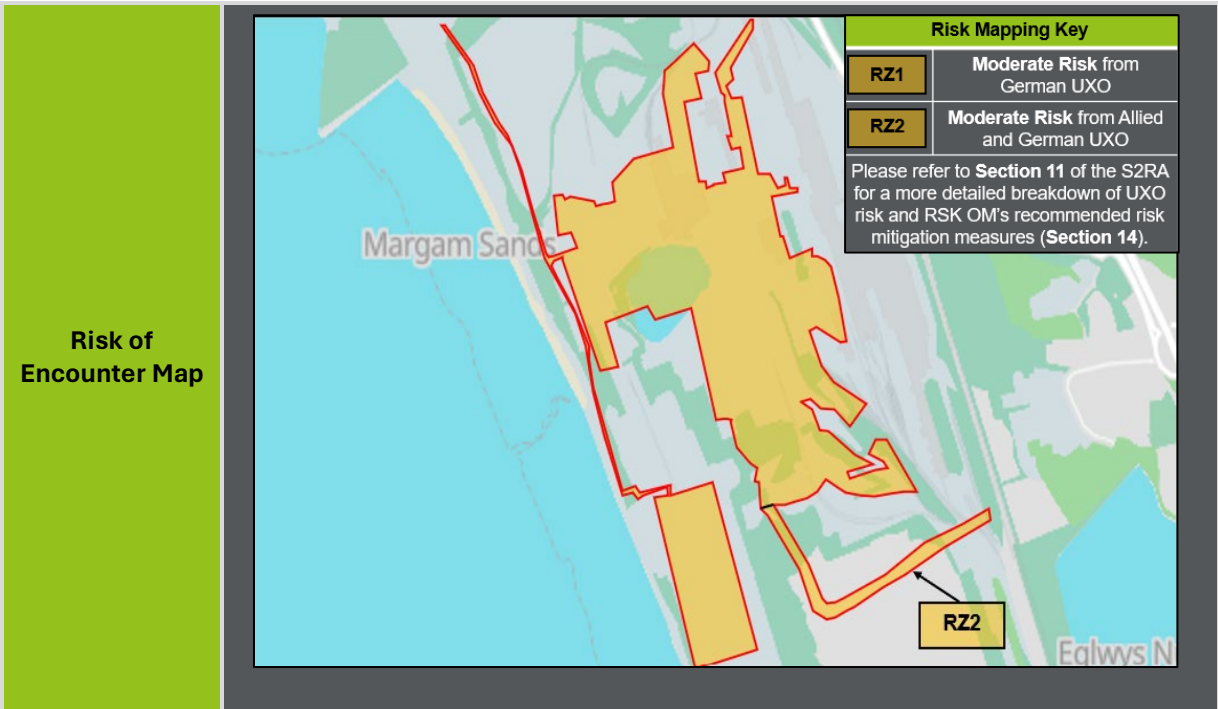 Risk of
Encounter Map
Margam Sands
Risk Mapping Key
RZ1
Moderate Risk from
German UXO
RZ2
Moderate Risk from Allied
and German UXO
Please refer to Section 11 of the S2RA
for a more detailed breakdown of UXO
risk and RSK OM's recommended risk
mitigation measures (Section 14).
RZ2
Eglwys N